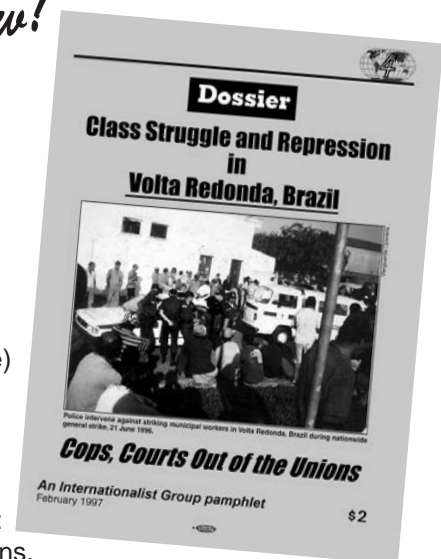 w!
4
Dossier
Class Struggle and Repression
in
Volta Redonda, Brazil
Police intervene against striking municipal workers in Volta Redonda, Brazil during nationwide
general strike, 21 June 1996.
Cops, Courts Out of the Unions
An Internationalist Group pamphlet
February 1997
$2
e)
ns.